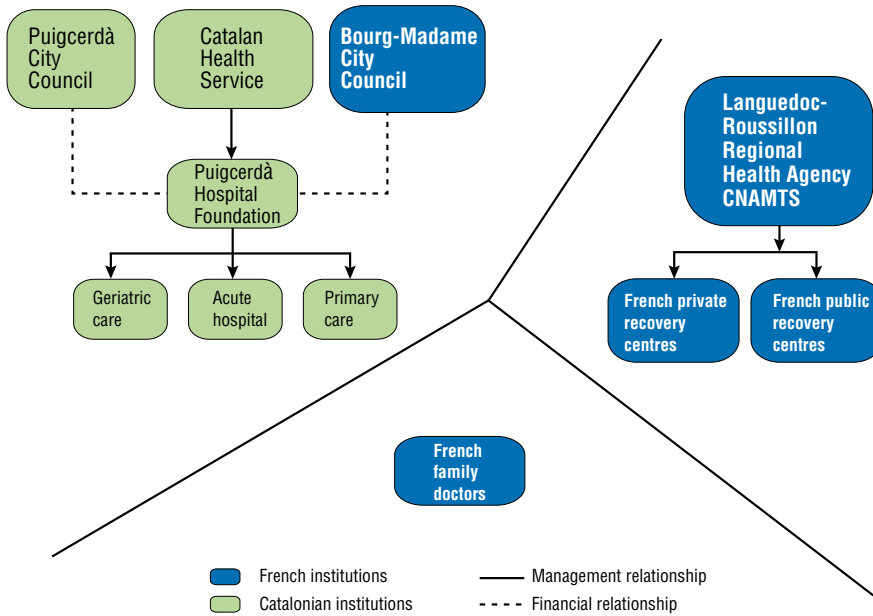 Puigcerdà
City
Council
Catalan
Health
Service
Bourg-Madame
City
Council
Languedoc-
Roussillon
Regional
Health Agency
CNAMTS
Puigcerdà
Hospital
Foundation
Geriatric
care
Acute
hospital
Primary
care
French private
recovery
centres
French public
recovery
centres
French
family
doctors
French institutions
Management relationship
Catalonian institutions
Financial relationship